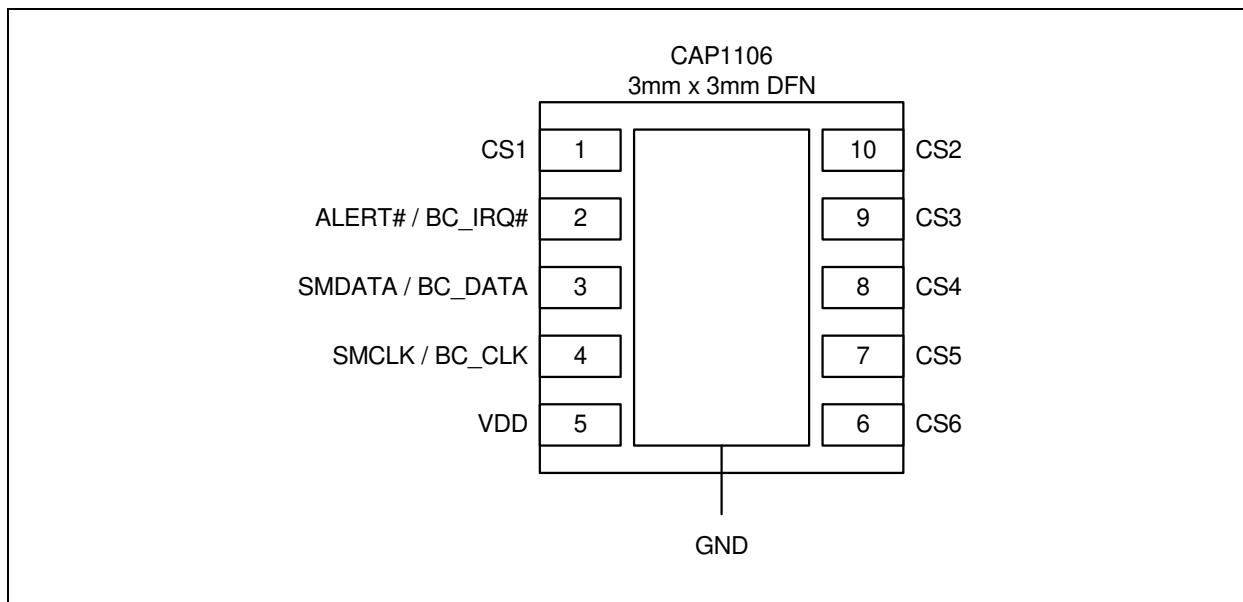 CAP1106
3mm x 3mm DFN
CS1 1 10 CS2
ALERT# / BC_IRQ# 2 9 CS3
SMDATA / BC_DATA 3 8 CS4
SMCLK / BC_CLK 4 7 CS5
VDD 5 6 CS6
GND